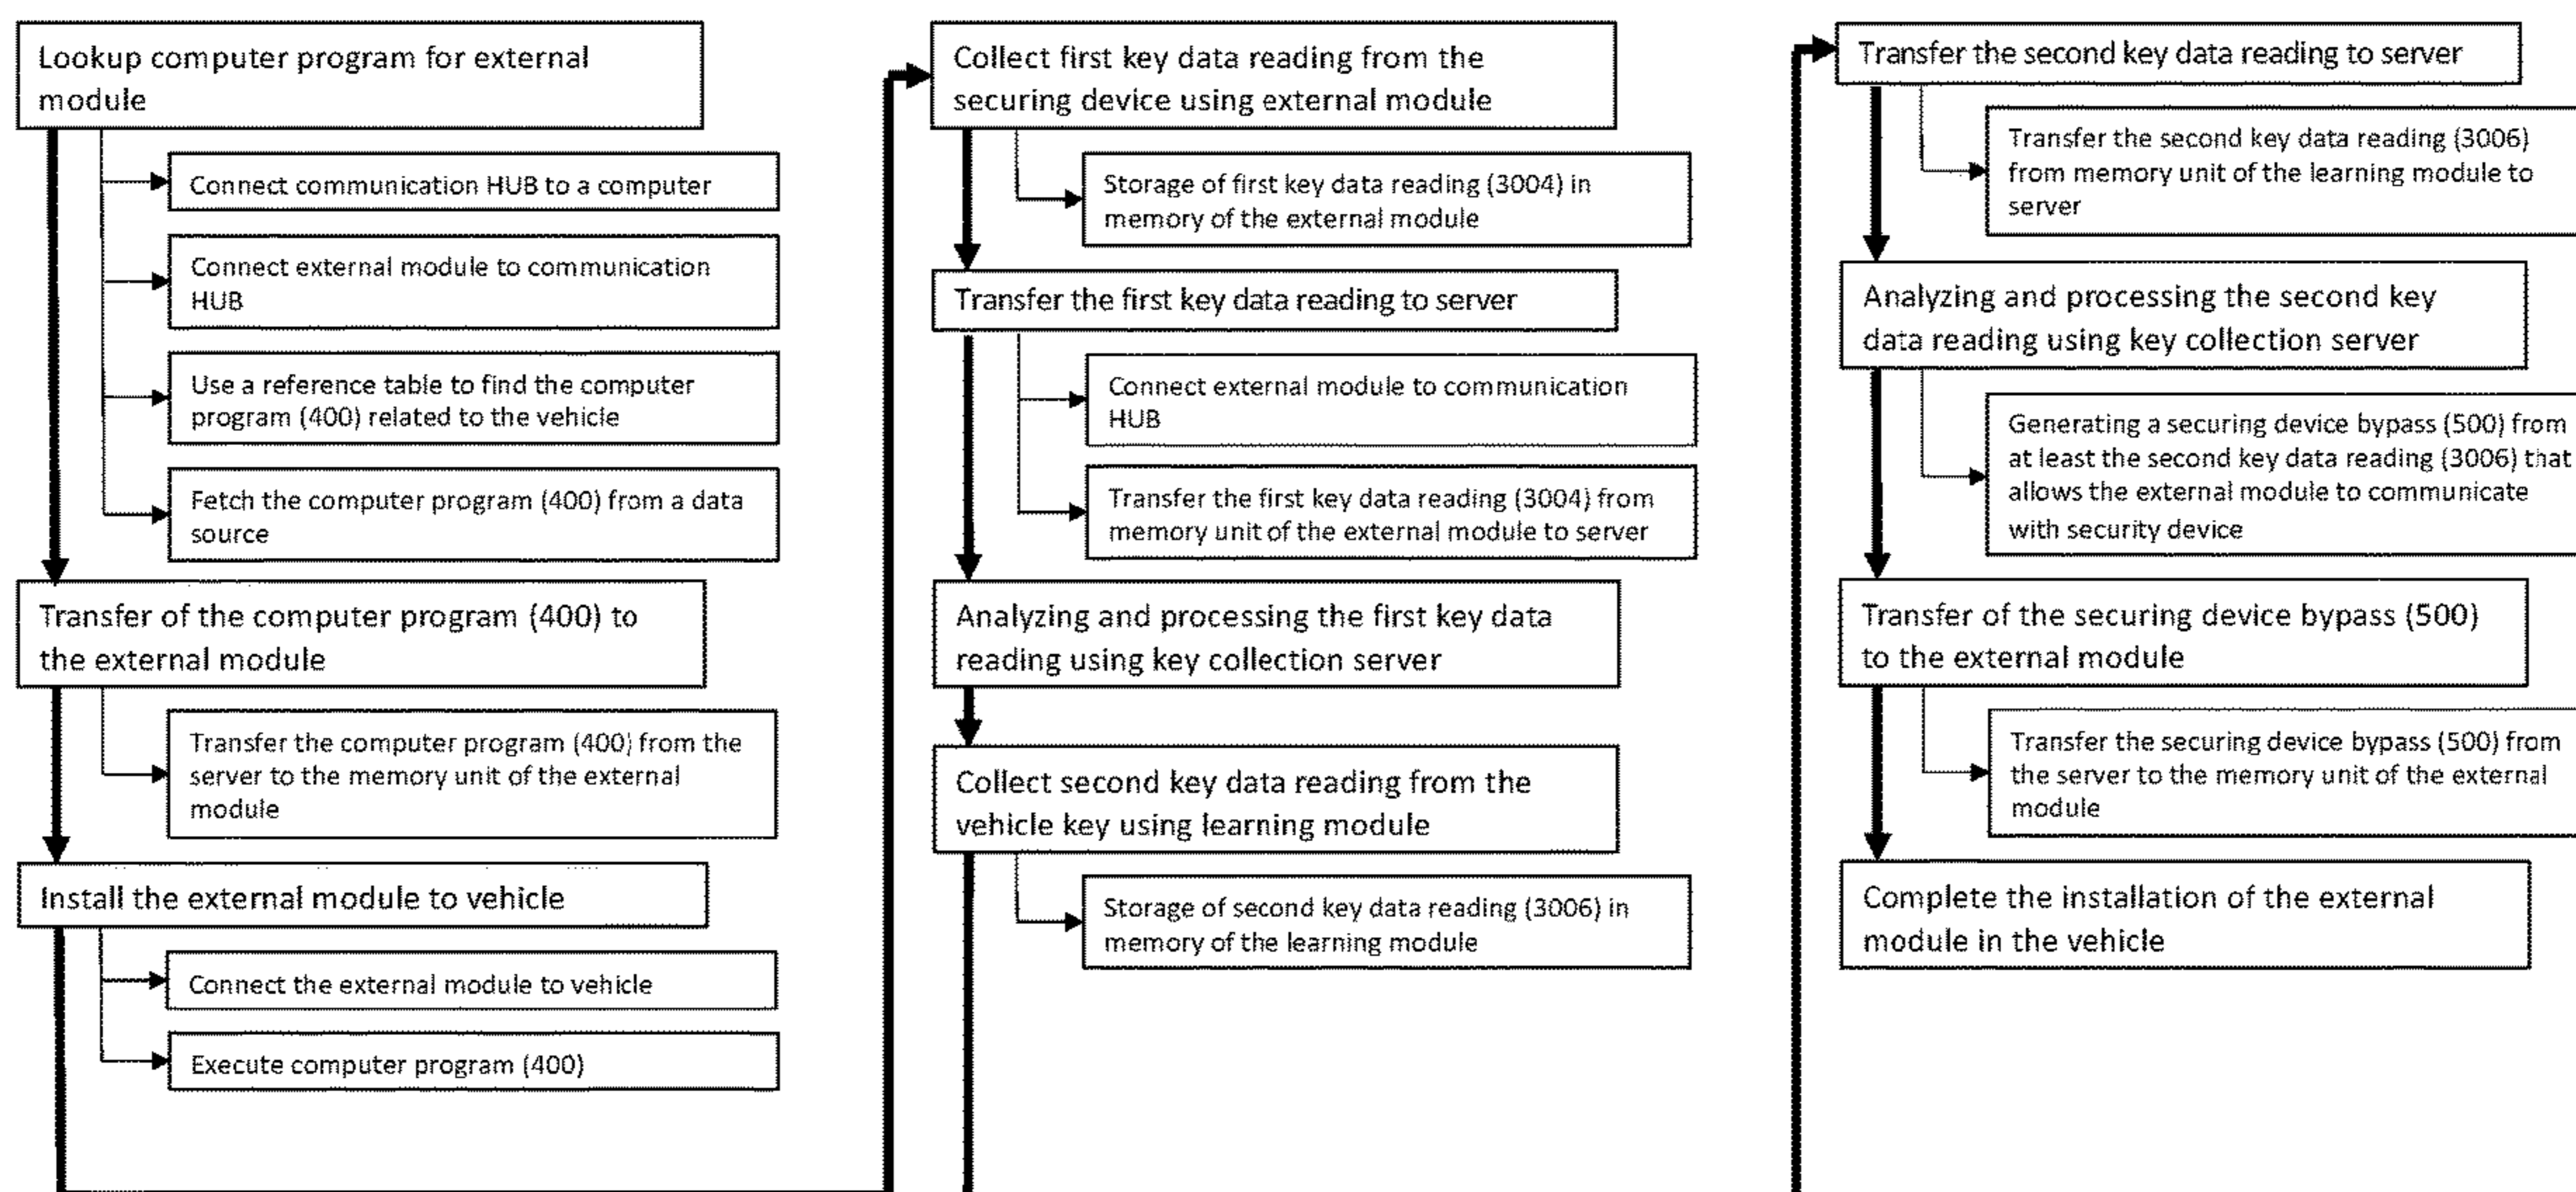 Lookup computer program for external
module
Connect communication HUB to a computer
Connect external module to communication
HUB
Use a reference table to find the computer
program (400) related to the vehicle
Fetch the computer program (400) from a data
source
Transfer of the computer program (400) to
the external module
Transfer the computer program (400) from the
server to the memory unit of the external
module
Install the external module to vehicle
Connect the external module to vehicle
Execute computer program (400)
Collect first key data reading from the
securing device using external module
Storage of first key data reading (3004) in
memory of the external module
Transfer the first key data reading to server
Connect external module to communication
HUB
Transfer the first key data reading (3004) from
memory unit of the external module to server
Analyzing and processing the first key data
reading using key collection server
Collect second key data reading from the
vehicle key using learning module
Storage of second key data reading (3006) in
memory of the learning module
Transfer the second key data reading to server
Transfer the second key data reading (3006)
from memory unit of the learning module to
server
Analyzing and processing the second key
data reading using key collection server
Generating a securing device bypass (500) from
at least the second key data reading (3006) that
allows the external module to communicate
with security device
Transfer of the securing device bypass (500)
to the external module
Transfer the securing device bypass (500) from
the server to the memory unit of the external
module
Complete the installation of the external
module in the vehicle